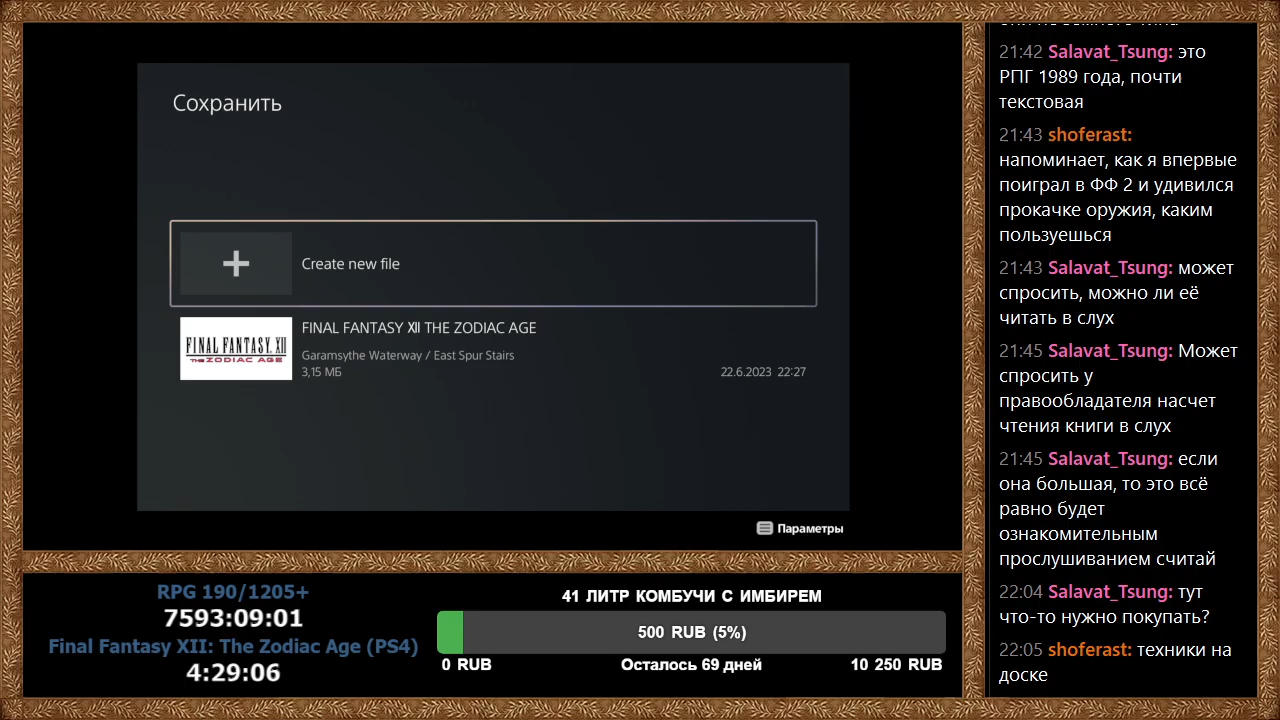 Сохранить
Create new file
FINAL FANTASY XII
THE ZODIAC AGE
FINAL FANTASY XII THE ZODIAC AGE
Garamsythe Waterway / East Spur Stairs
3,15 МБ
22.6.2023 22:27
Параметры
RPG 190/1205+
7593:09:01
Final Fantasy XII: The Zodiac Age (PS4)
4:29:06
41 ЛИТР КОМБУЧИ С ИМБИРЕМ
500 RUB (5%)
0 RUB
Осталось 69 дней
10 250 RUB
21:42 Salavat_Tsung: это
РПГ 1989 года, почти
текстовая
21:43 shoferast:
напоминает, как я впервые
поиграл в ФФ 2 и удивился
прокачке оружия, каким
пользуешься
21:43 Salavat_Tsung: может
спросить, можно ли её
читать в слух
21:45 Salavat_Tsung: Может
спросить у
правообладателя насчет
чтения книги в слух
21:45 Salavat_Tsung: если
она большая, то это всё
равно будет
ознакомительным
прослушиванием считай
22:04 Salavat_Tsung: тут
что-то нужно покупать?
22:05 shoferast: техники на
доске